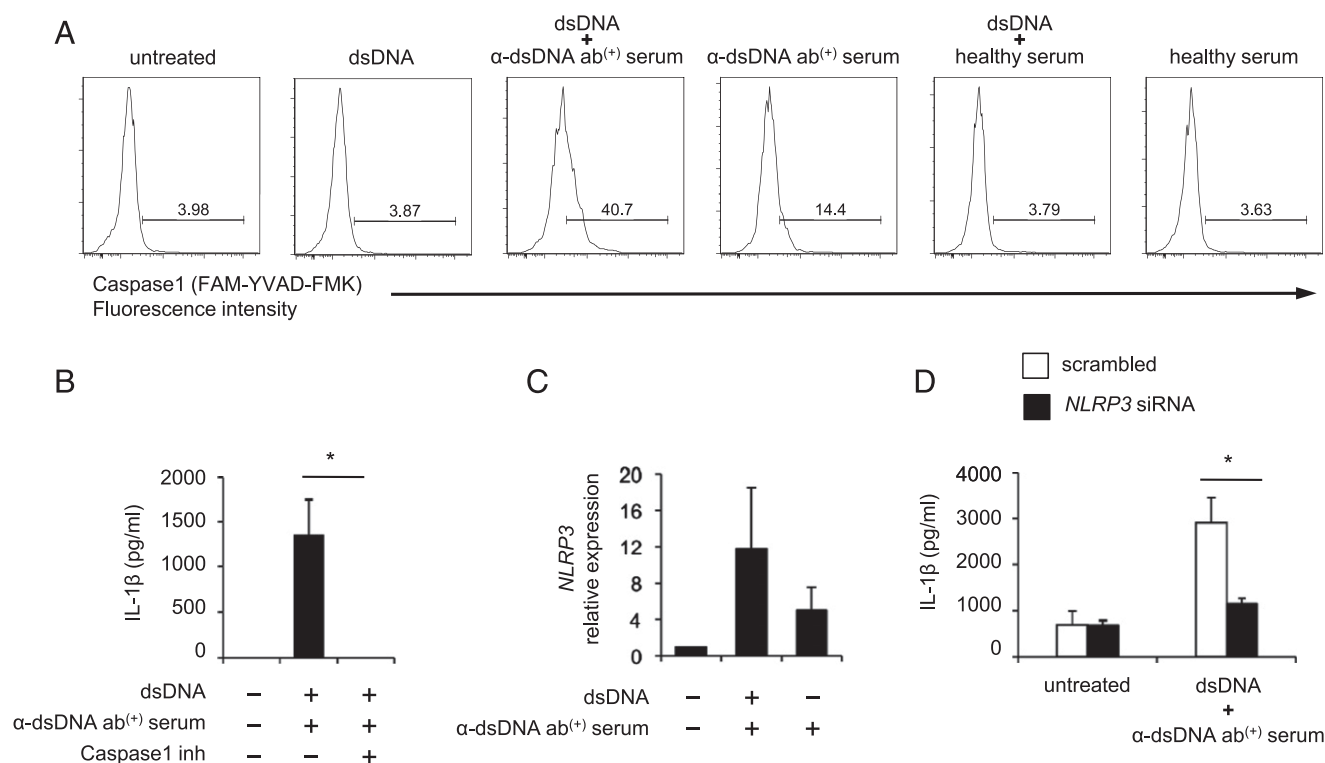 A
untreated
dsDNA
dsDNA
+
α-dsDNA ab(+) serum
α-dsDNA ab(+) serum
dsDNA
+
healthy serum
healthy serum
3.98
3.87
40.7
14.4
3.79
3.63
Caspase1 (FAM-YVAD-FMK)
Fluorescence intensity
B
IL-1β (pg/ml)
2000
1500
1000
500
0
*
dsDNA − + +
α-dsDNA ab(+) serum − + +
Caspase1 inh − − +
C
NLRP3
relative expression
20
16
12
8
4
0
dsDNA − + −
α-dsDNA ab(+) serum − + +
D
scrambled
NLRP3 siRNA
IL-1β (pg/ml)
4000
3000
2000
1000
0
*
untreated
dsDNA
+
α-dsDNA ab(+) serum